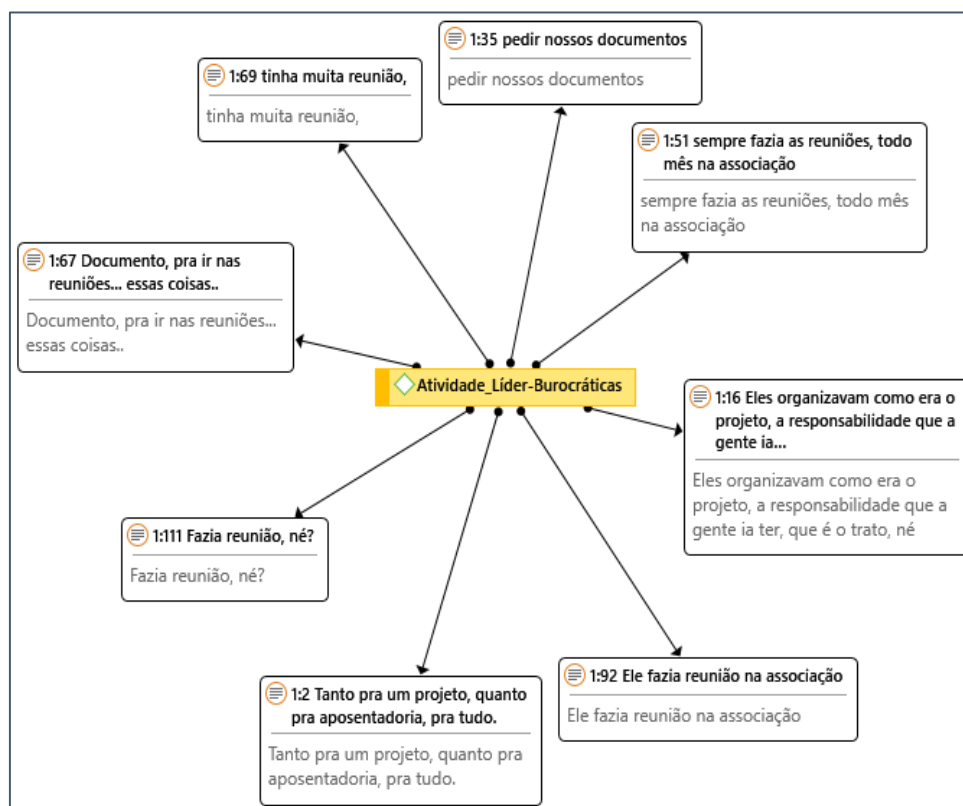 1:35 pedir nossos documentos
pedir nossos documentos
1:69 tinha muita reunião,
tinha muita reunião,
1:51 sempre fazia as reuniões, todo
mês na associação
sempre fazia as reuniões, todo mês
na associação
1:67 Documento, pra ir nas
reuniões... essas coisas..
Documento, pra ir nas reuniões...
essas coisas..
Atividade_Líder-Burocráticas
1:16 Eles organizavam como era o
projeto, a responsabilidade que a
gente ia...
Eles organizavam como era o
projeto, a responsabilidade que a
gente ia ter, que é o trato, né
1:111 Fazia reunião, né?
Fazia reunião, né?
1:92 Ele fazia reunião na associação
Ele fazia reunião na associação
1:2 Tanto pra um projeto, quanto
pra aposentadoria, pra tudo.
Tanto pra um projeto, quanto pra
aposentadoria, pra tudo.